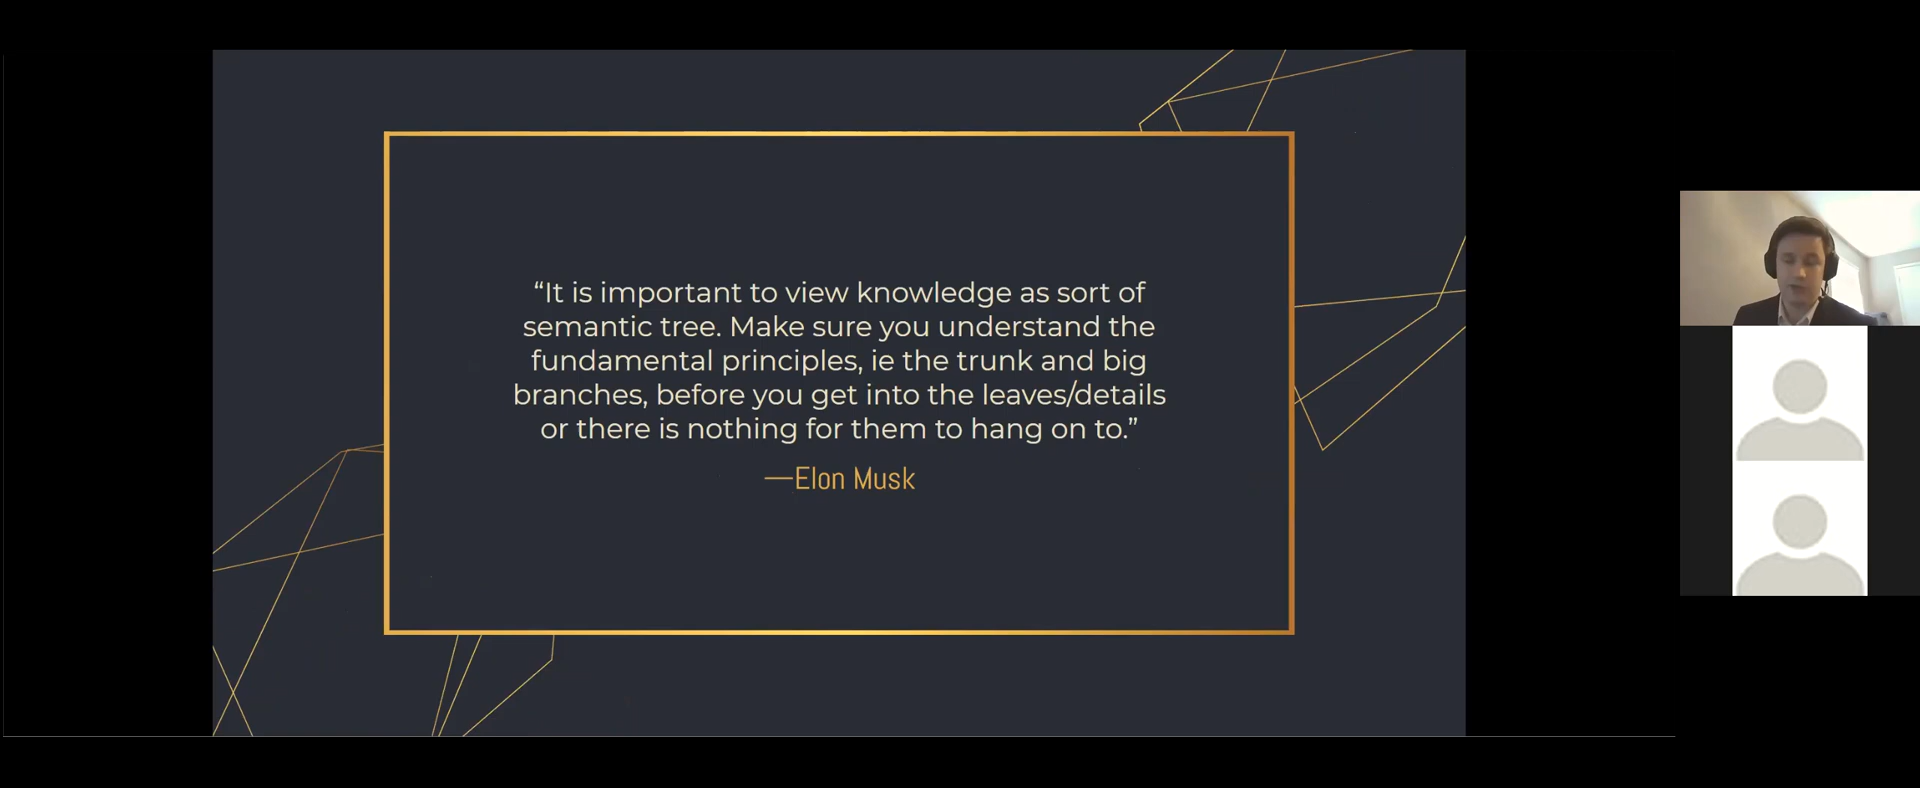 “It is important to view knowledge as sort of
semantic tree. Make sure you understand the
fundamental principles, ie the trunk and big
branches, before you get into the leaves/details
or there is nothing for them to hang on to.”
—Elon Musk